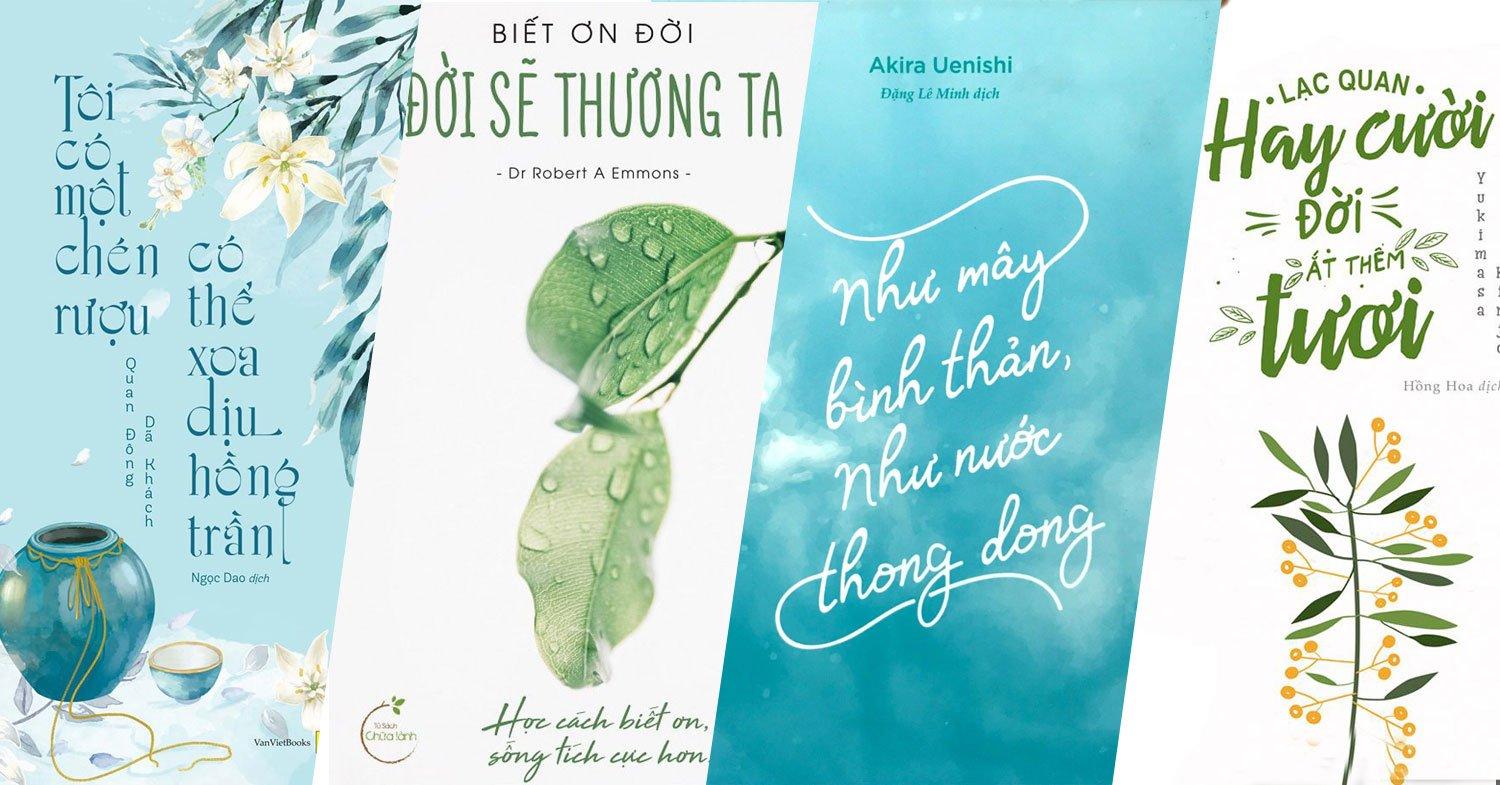 Tôi
có
một
chén
rượu
có
thể
xoa
dịu
hồng
trần
Quan Đông
Dã Khách
Ngọc Dao dịch
VanVietBooks
BIẾT ƠN ĐỜI
ĐỜI SẼ THƯƠNG TA
- Dr Robert A Emmons -
Tủ Sách
Chữa lành
Học cách biết ơn,
sống tích cực hơn.
Akira Uenishi
Đặng Lê Minh dịch
Như mây
bình thản,
Như nước
thong dong
LẠC QUAN
Hay cười
ĐỜI
ẮT THÊM
tươi
Yukimasa
Hồng Hoa dịch